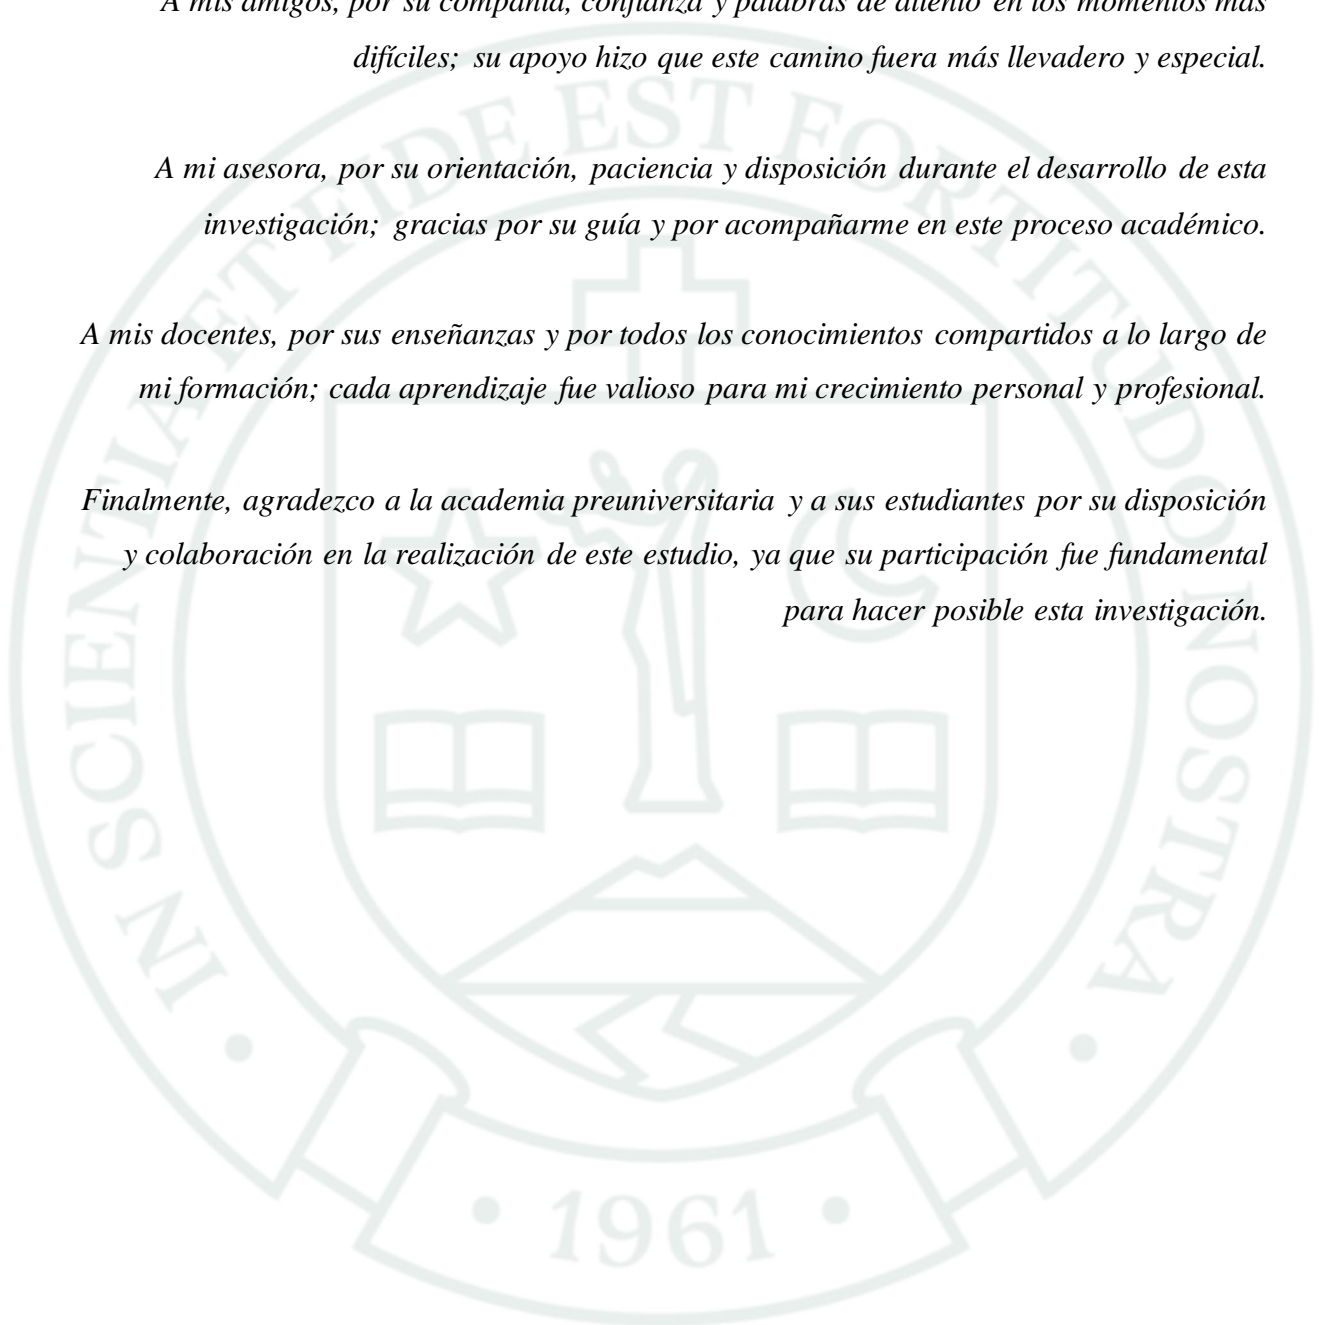 A mis amigos, por su compañía, confianza y palabras de aliento en los momentos más
difíciles; su apoyo hizo que este camino fuera más llevadero y especial.
A mi asesora, por su orientación, paciencia y disposición durante el desarrollo de esta
investigación; gracias por su guía y por acompañarme en este proceso académico.
A mis docentes, por sus enseñanzas y por todos los conocimientos compartidos a lo largo de
mi formación; cada aprendizaje fue valioso para mi crecimiento personal y profesional.
Finalmente, agradezco a la academia preuniversitaria y a sus estudiantes por su disposición
y colaboración en la realización de este estudio, ya que su participación fue fundamental
para hacer posible esta investigación.
IN SCIENTIA ET FIDE EST FORTITUDO NOSTRA
• 1961 •